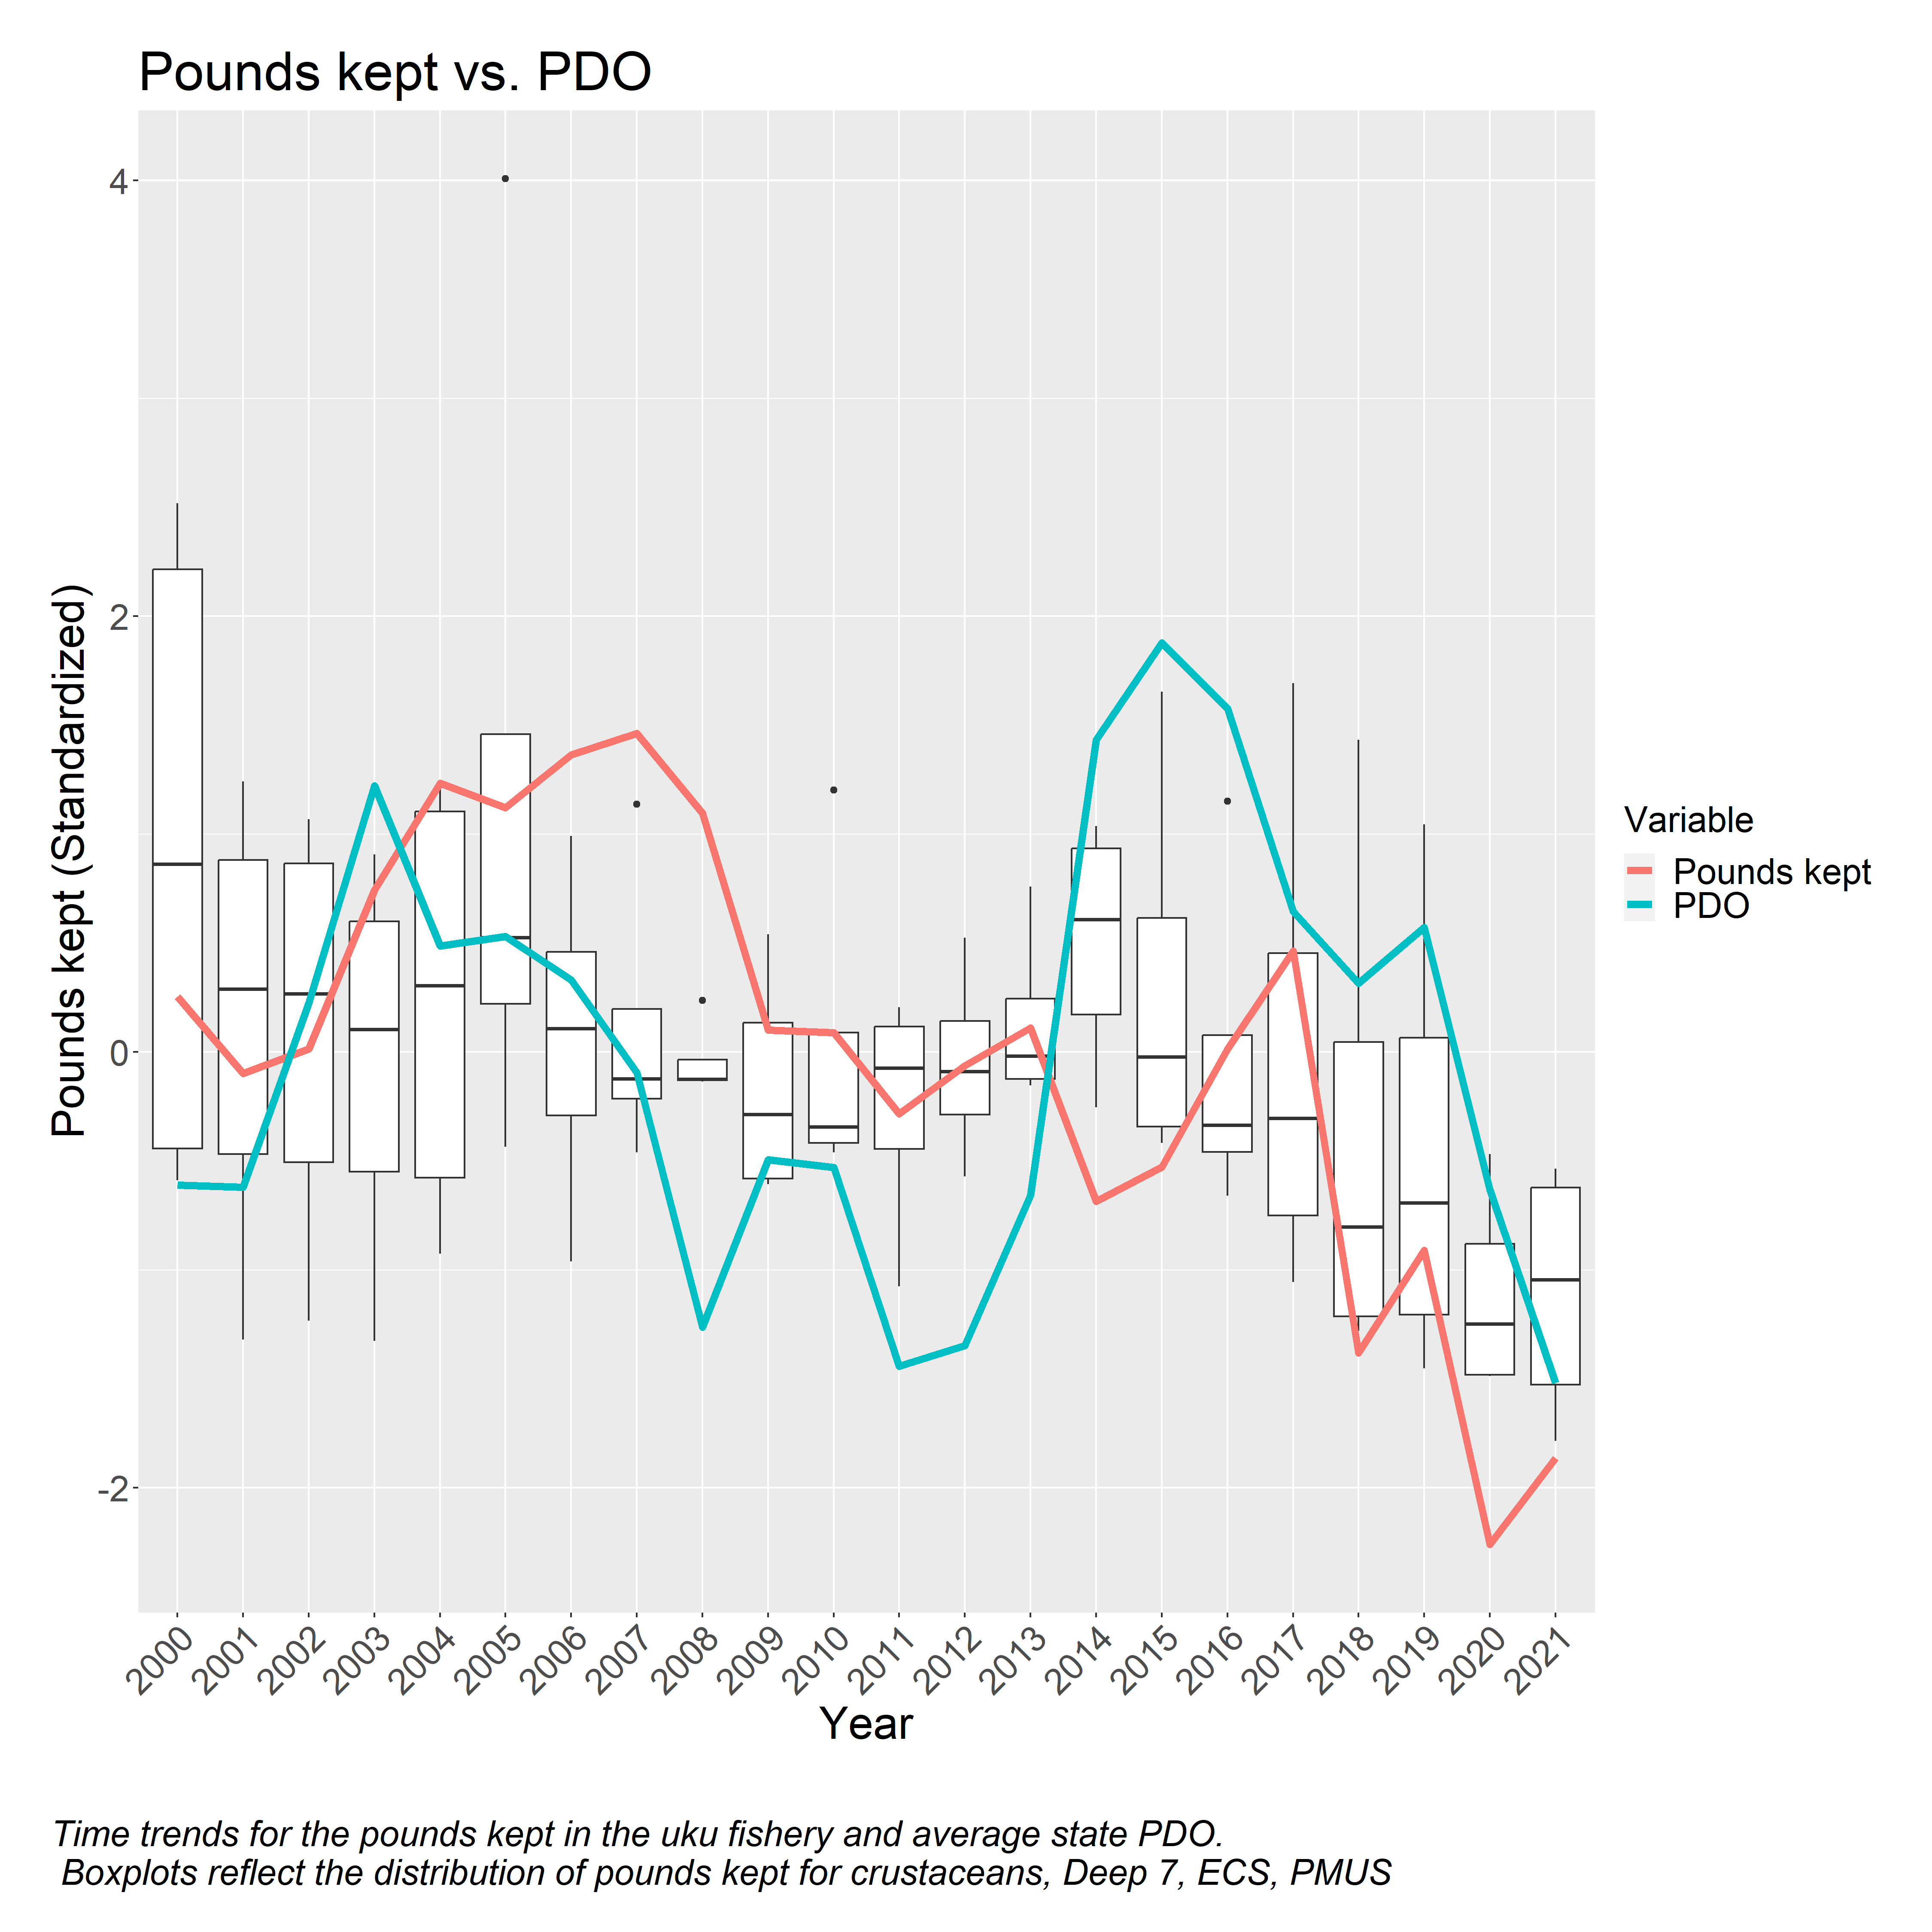 Pounds kept vs. PDO
4
2
0
-2
Pounds kept (Standardized)
2000 2001 2002 2003 2004 2005 2006 2007 2008 2009 2010 2011 2012 2013 2014 2015 2016 2017 2018 2019 2020 2021
Year
Variable
Pounds kept
PDO
Time trends for the pounds kept in the uku fishery and average state PDO.
Boxplots reflect the distribution of pounds kept for crustaceans, Deep 7, ECS, PMUS